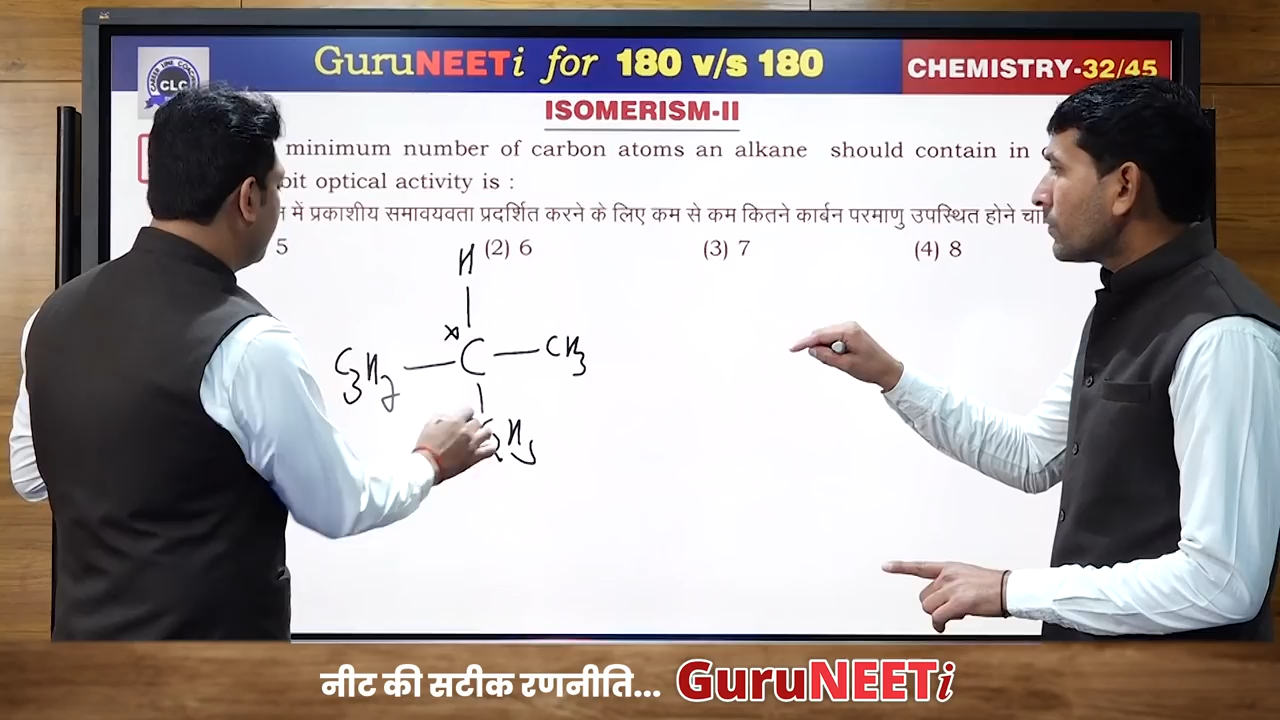 GuruNEETi for 180 v/s 180
CHEMISTRY-32/45
CLC
ISOMERISM-II
minimum number of carbon atoms an alkane should contain in
bit optical activity is :
में प्रकाशीय समावयवता प्रदर्शित करने के लिए कम से कम कितने कार्बन परमाणु उपस्थित होने
5 (2) 6 (3) 7 (4) 8
H
*
C3H7 — C — CH3
H5
नीट की सटीक रणनीति... GuruNEETi